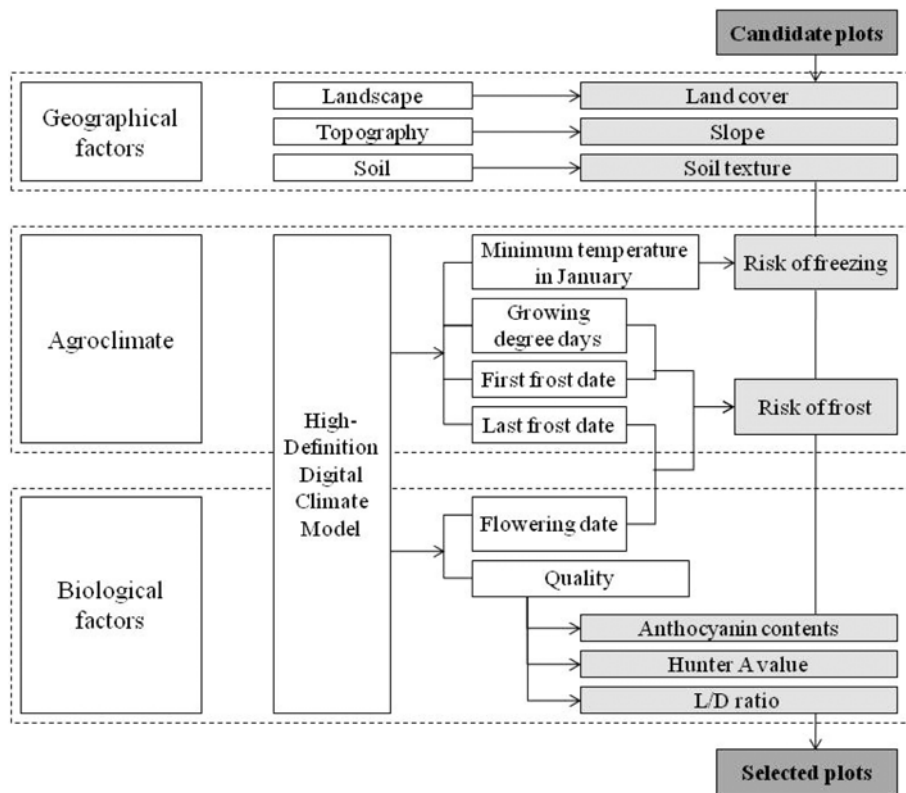 Candidate plots
Geographical
factors
Landscape
Land cover
Topography
Slope
Soil
Soil texture
Agroclimate
High-
Definition
Digital
Climate
Model
Minimum temperature
in January
Risk of freezing
Growing
degree days
First frost date
Last frost date
Risk of frost
Biological
factors
Flowering date
Quality
Anthocyanin contents
Hunter A value
L/D ratio
Selected plots